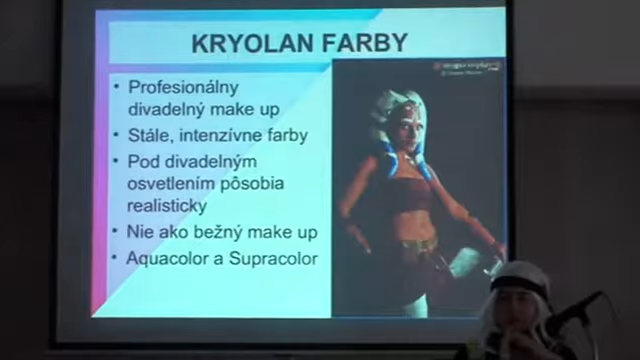 KRYOLAN FARBY
• Profesionálny
divadelný make up
• Stále, intenzívne farby
• Pod divadelným
osvetlením pôsobia
realisticky
• Nie ako bežný make up
• Aquacolor a Supracolor